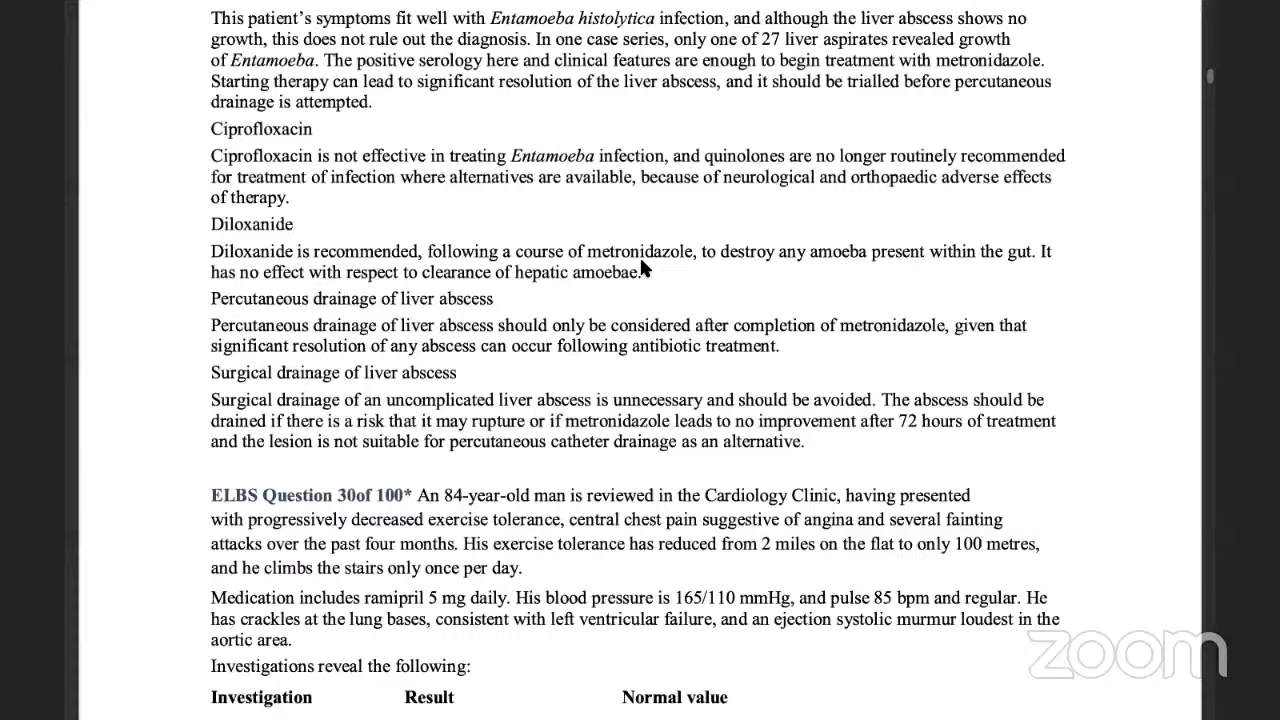 This patient's symptoms fit well with Entamoeba histolytica infection, and although the liver abscess shows no
growth, this does not rule out the diagnosis. In one case series, only one of 27 liver aspirates revealed growth
of Entamoeba. The positive serology here and clinical features are enough to begin treatment with metronidazole.
Starting therapy can lead to significant resolution of the liver abscess, and it should be trialled before percutaneous
drainage is attempted.
Ciprofloxacin
Ciprofloxacin is not effective in treating Entamoeba infection, and quinolones are no longer routinely recommended
for treatment of infection where alternatives are available, because of neurological and orthopaedic adverse effects
of therapy.
Diloxanide
Diloxanide is recommended, following a course of metronidazole, to destroy any amoeba present within the gut. It
has no effect with respect to clearance of hepatic amoebae.
Percutaneous drainage of liver abscess
Percutaneous drainage of liver abscess should only be considered after completion of metronidazole, given that
significant resolution of any abscess can occur following antibiotic treatment.
Surgical drainage of liver abscess
Surgical drainage of an uncomplicated liver abscess is unnecessary and should be avoided. The abscess should be
drained if there is a risk that it may rupture or if metronidazole leads to no improvement after 72 hours of treatment
and the lesion is not suitable for percutaneous catheter drainage as an alternative.
ELBS Question 30of 100* An 84-year-old man is reviewed in the Cardiology Clinic, having presented
with progressively decreased exercise tolerance, central chest pain suggestive of angina and several fainting
attacks over the past four months. His exercise tolerance has reduced from 2 miles on the flat to only 100 metres,
and he climbs the stairs only once per day.
Medication includes ramipril 5 mg daily. His blood pressure is 165/110 mmHg, and pulse 85 bpm and regular. He
has crackles at the lung bases, consistent with left ventricular failure, and an ejection systolic murmur loudest in the
aortic area.
Investigations reveal the following:
Investigation Result Normal value
zoom